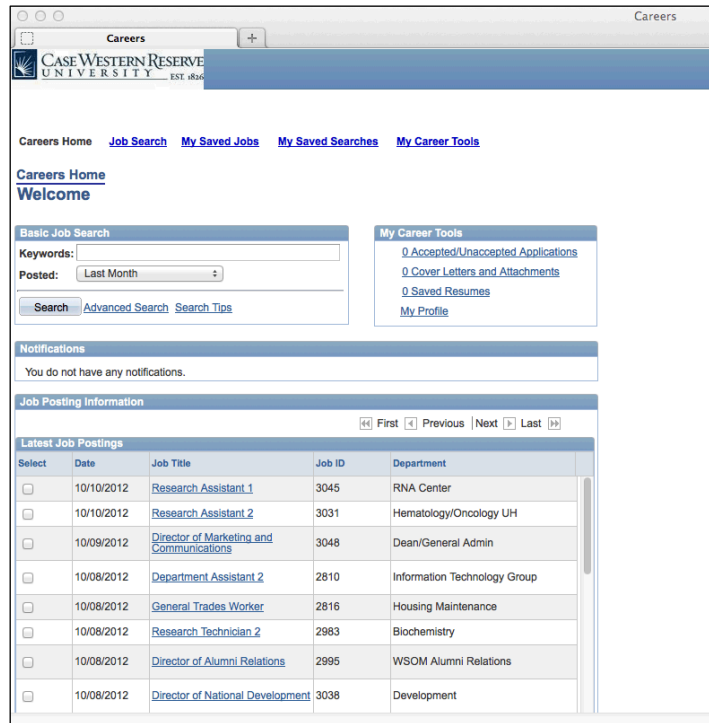 Careers
Careers
CASE WESTERN RESERVE
UNIVERSITY EST. 1826
Careers Home Job Search My Saved Jobs My Saved Searches My Career Tools
Careers Home
Welcome
Basic Job Search
Keywords:
Posted: Last Month
Search Advanced Search Search Tips
My Career Tools
0 Accepted/Unaccepted Applications
0 Cover Letters and Attachments
0 Saved Resumes
My Profile
Notifications
You do not have any notifications.
Job Posting Information
First Previous | Next Last
Latest Job Postings
Select Date Job Title Job ID Department
10/10/2012 Research Assistant 1 3045 RNA Center
10/10/2012 Research Assistant 2 3031 Hematology/Oncology UH
10/09/2012 Director of Marketing and Communications 3048 Dean/General Admin
10/08/2012 Department Assistant 2 2810 Information Technology Group
10/08/2012 General Trades Worker 2816 Housing Maintenance
10/08/2012 Research Technician 2 2983 Biochemistry
10/08/2012 Director of Alumni Relations 2995 WSOM Alumni Relations
10/08/2012 Director of National Development 3038 Development